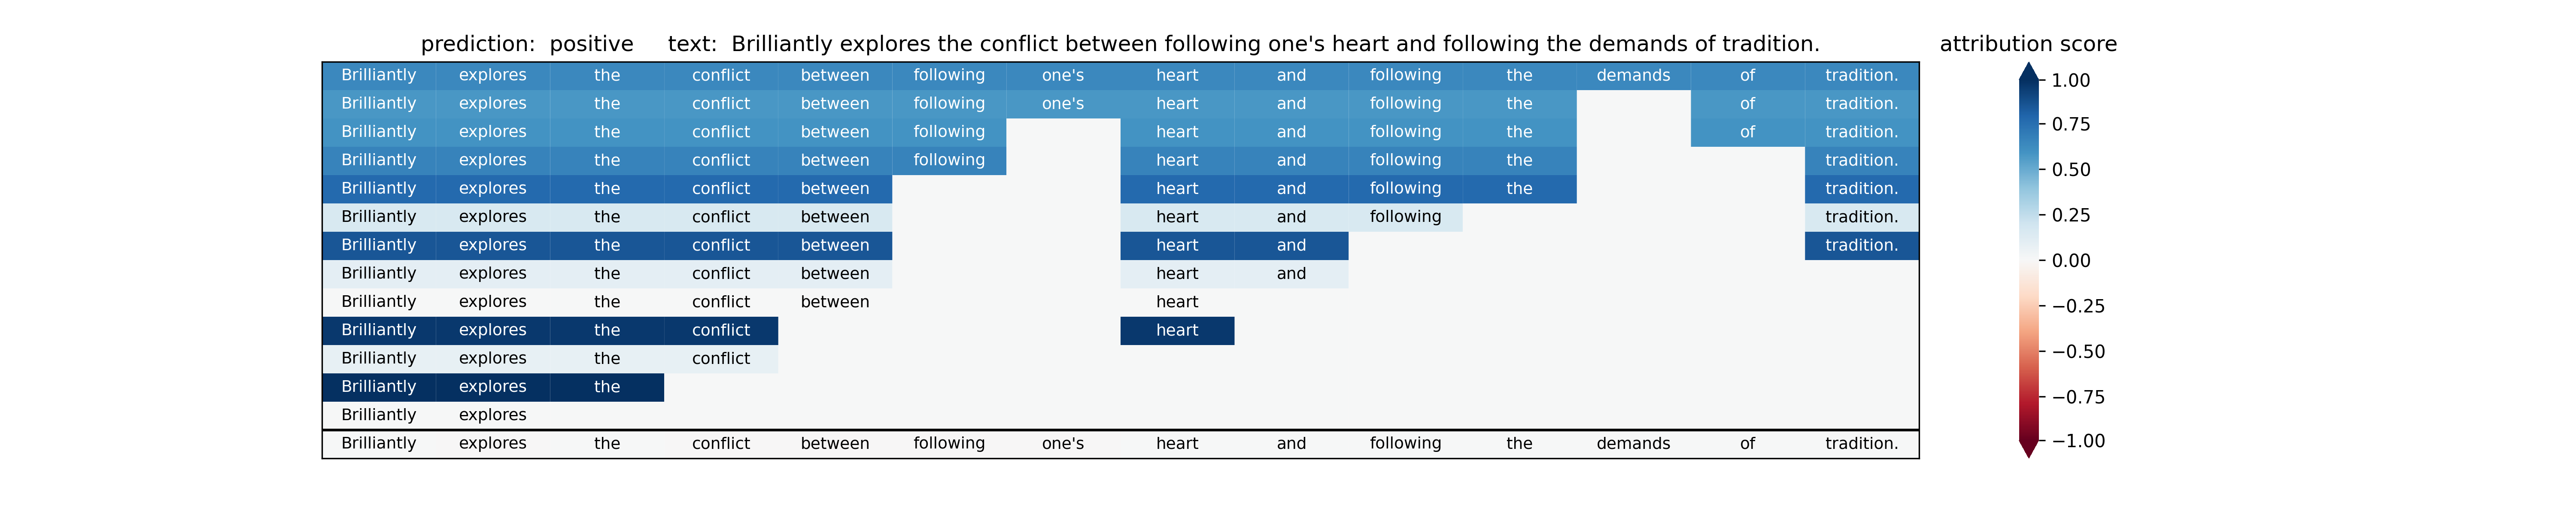 prediction: positive text: Brilliantly explores the conflict between following one's heart and following the demands of tradition. attribution score
Brilliantly explores the conflict between following one's heart and following the demands of tradition.
Brilliantly explores the conflict between following one's heart and following the of tradition.
Brilliantly explores the conflict between following heart and following the of tradition.
Brilliantly explores the conflict between following heart and following the tradition.
Brilliantly explores the conflict between heart and following the tradition.
Brilliantly explores the conflict between heart and following tradition.
Brilliantly explores the conflict between heart and tradition.
Brilliantly explores the conflict between heart and
Brilliantly explores the conflict between heart
Brilliantly explores the conflict heart
Brilliantly explores the conflict
Brilliantly explores the
Brilliantly explores
Brilliantly explores the conflict between following one's heart and following the demands of tradition.
1.00
0.75
0.50
0.25
0.00
−0.25
−0.50
−0.75
−1.00